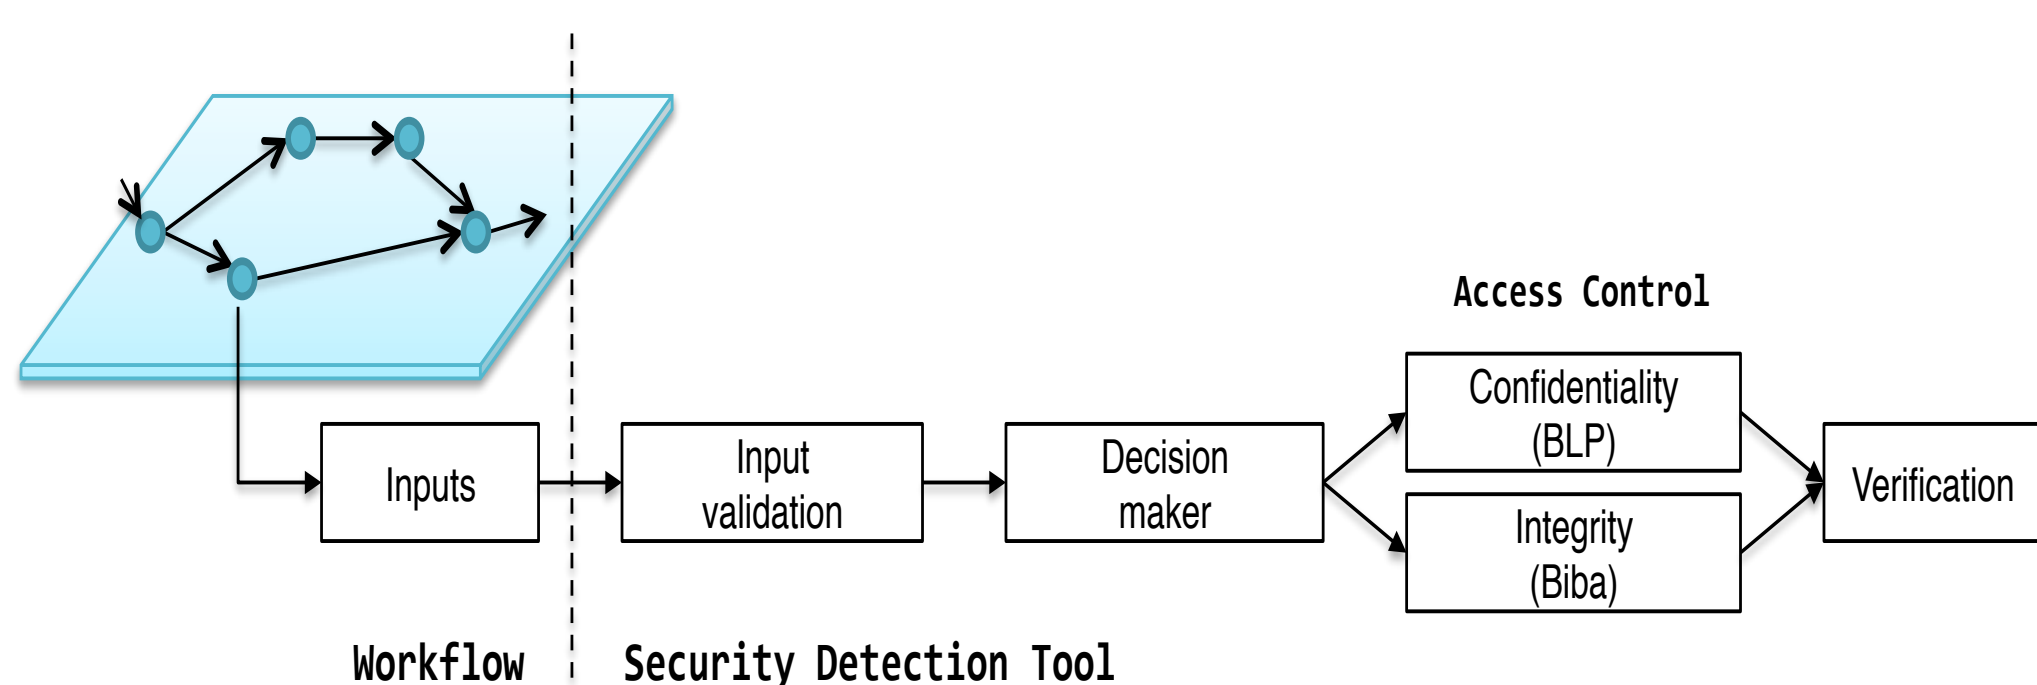 Access Control
Confidentiality
(BLP)
Inputs
Input
validation
Decision
maker
Integrity
(Biba)
Verification
Workflow
Security Detection Tool